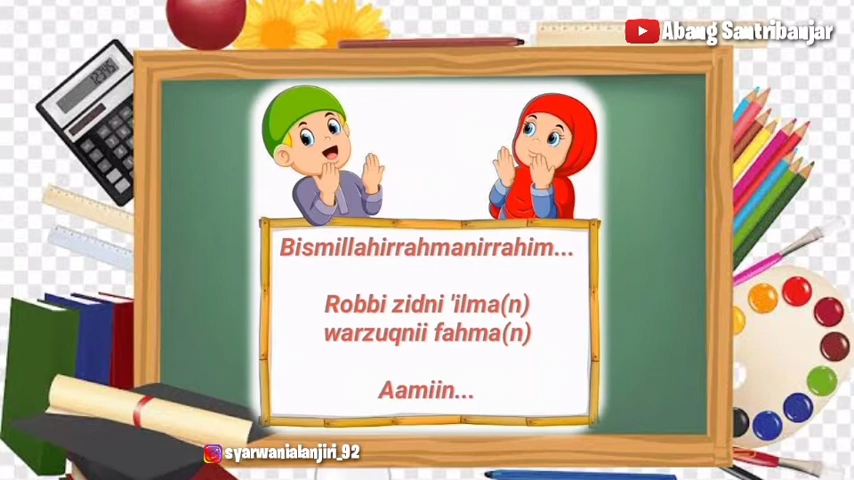 Abang Santribanjar
Bismillahirrahmanirrahim...
Robbi zidni 'ilma(n)
warzuqnii fahma(n)
Aamiin...
syarwanialanjiri_92